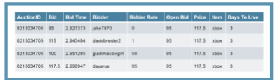 AuctionID Bid Bid Time Bidder Bidder Rate Open Bid Price Item Days To Live
8213034705 95 2.927373 jake7870 0 95 117.5 xbox 3
8213034705 115 2.943484 davidbresler2 1 95 117.5 xbox 3
8213034705 100 2.951285 gladimacowgirl 58 95 117.5 xbox 3
8213034705 117.5 2.998947 daysrus 95 95 117.5 xbox 3